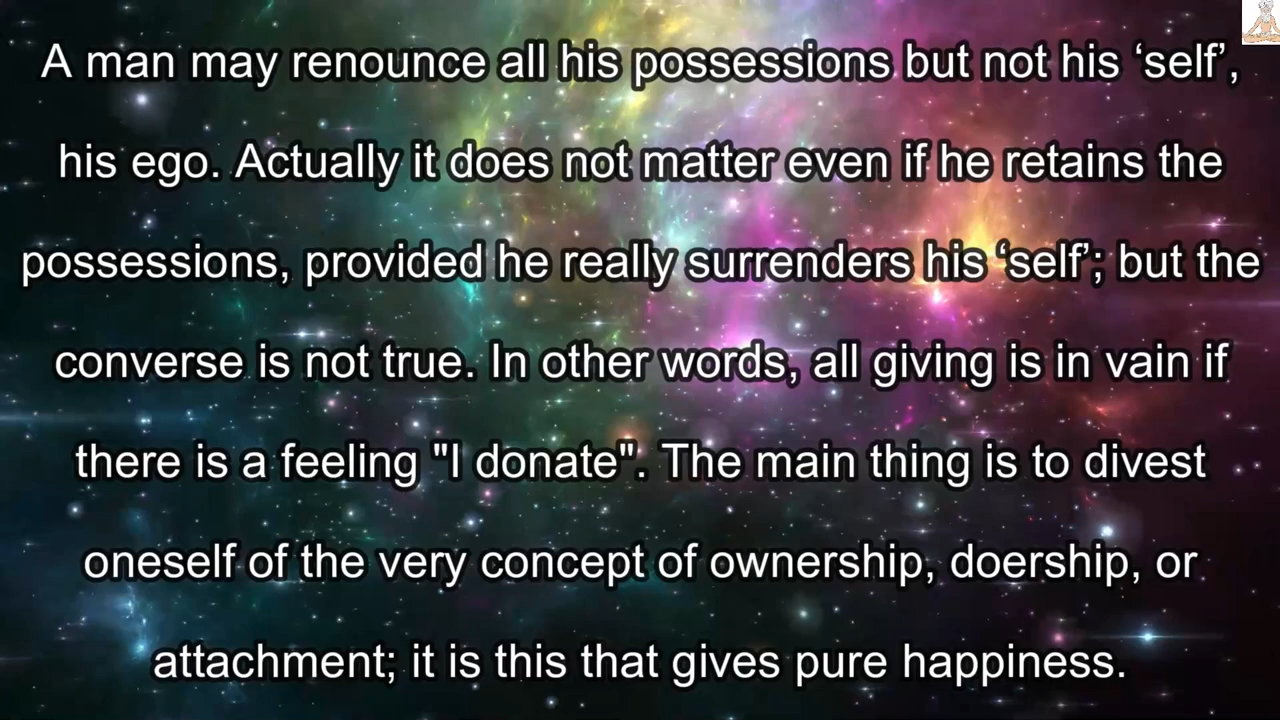 A man may renounce all his possessions but not his ‘self’,
his ego. Actually it does not matter even if he retains the
possessions, provided he really surrenders his ‘self’; but the
converse is not true. In other words, all giving is in vain if
there is a feeling "I donate". The main thing is to divest
oneself of the very concept of ownership, doership, or
attachment; it is this that gives pure happiness.